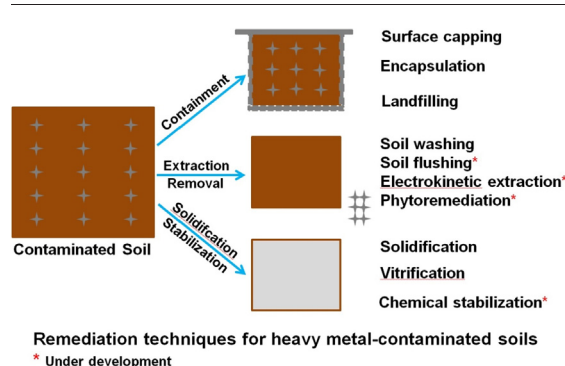 Surface capping
Encapsulation
Landfilling
Containment
Soil washing
Soil flushing*
Electrokinetic extraction*
Phytoremediation*
Extraction
Removal
Solidifcation
Stabilization
Contaminated Soil
Solidification
Vitrification
Chemical stabilization*
Remediation techniques for heavy metal-contaminated soils
* Under development